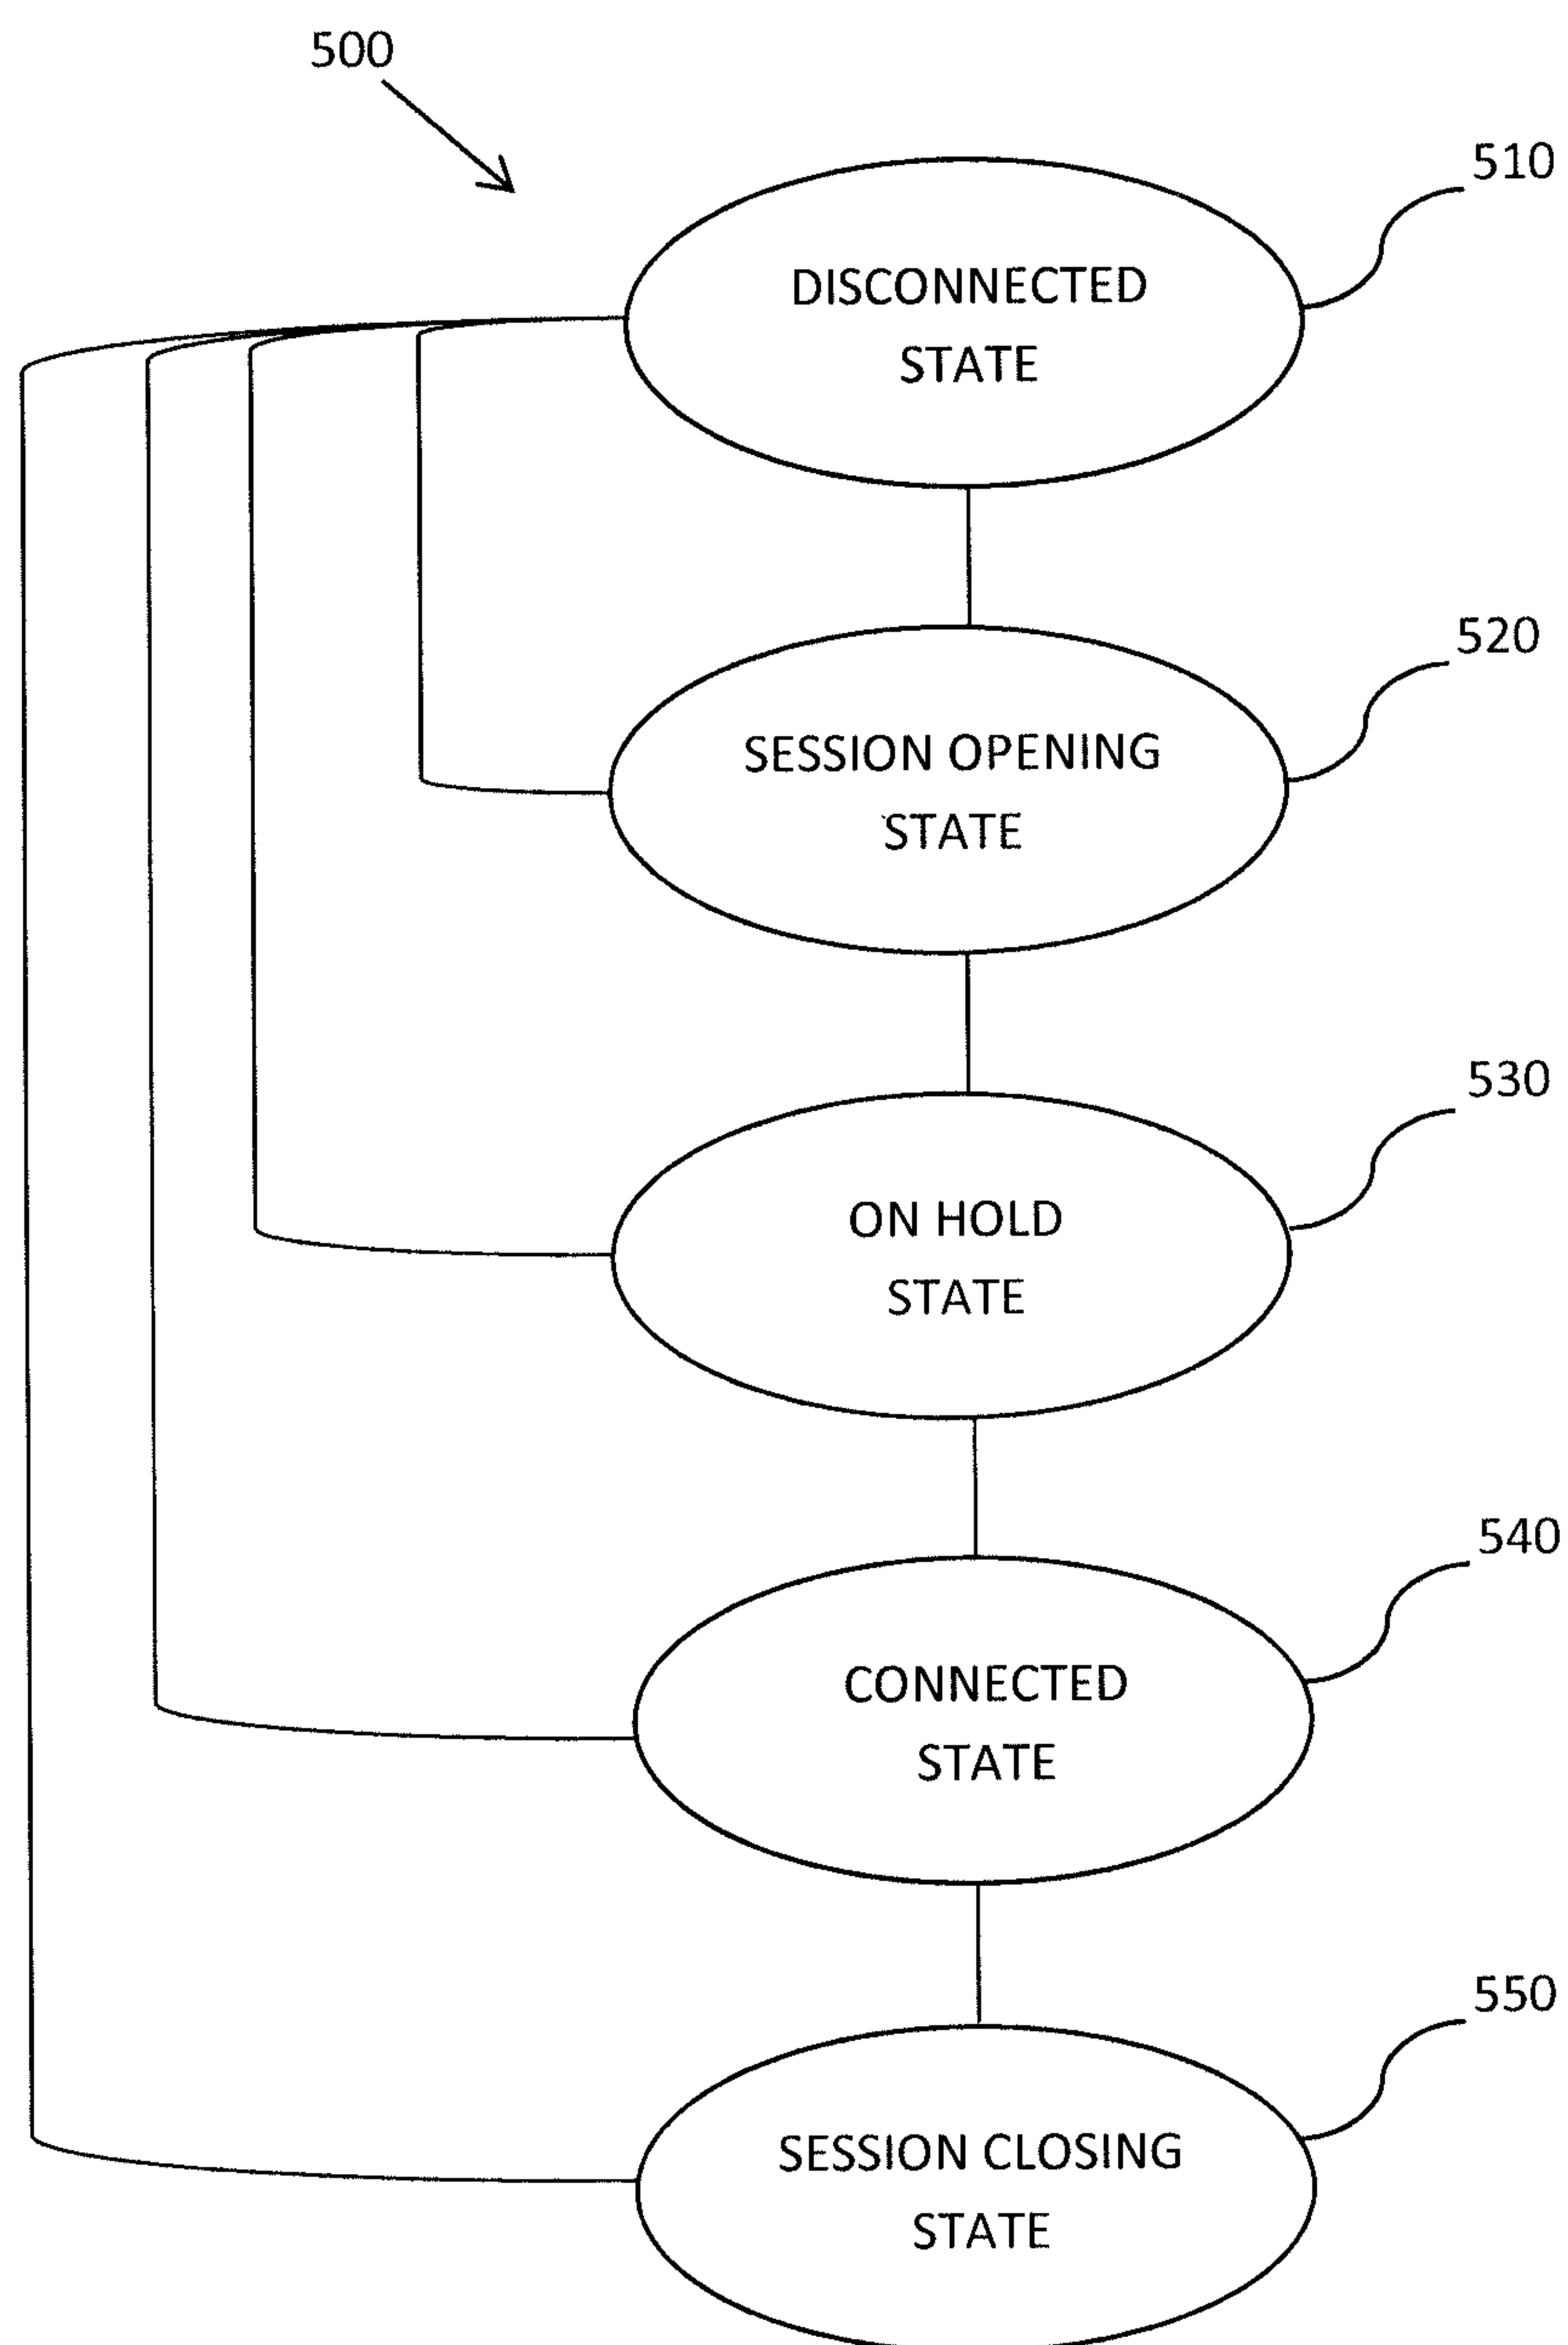 500
510
DISCONNECTED
STATE
520
SESSION OPENING
STATE
530
ON HOLD
STATE
540
CONNECTED
STATE
550
SESSION CLOSING
STATE